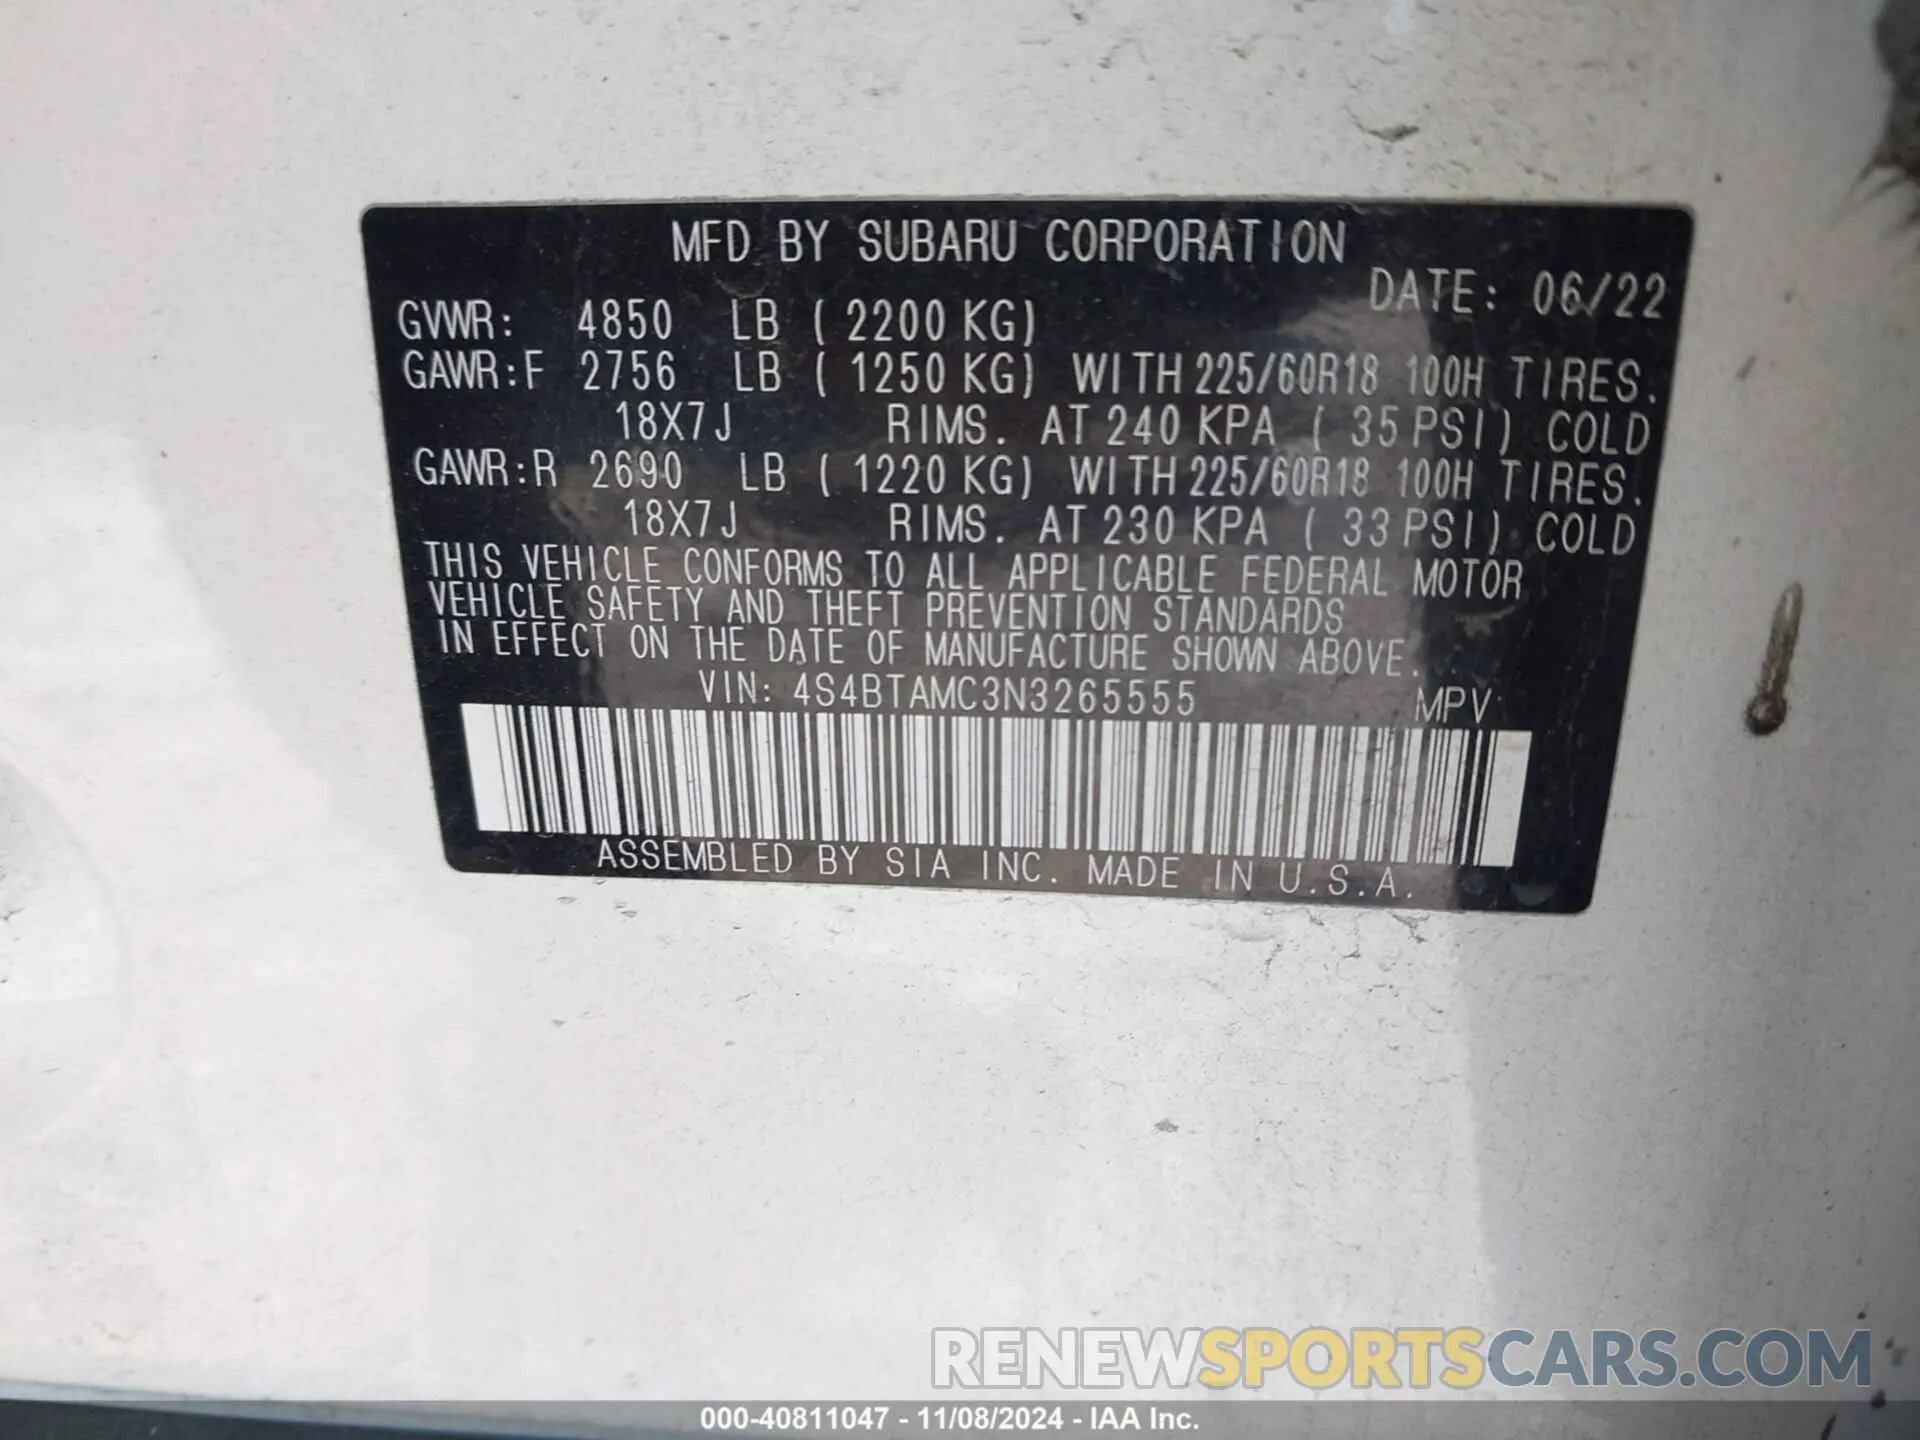 MFD BY SUBARU CORPORATION
DATE: 06/22
GVWR: 4850 LB ( 2200 KG)
GAWR:F 2756 LB ( 1250 KG) WITH 225/60R18 100H TIRES.
18X7J RIMS. AT 240 KPA ( 35 PSI) COLD
GAWR:R 2690 LB ( 1220 KG) WITH 225/60R18 100H TIRES.
18X7J RIMS. AT 230 KPA ( 33 PSI) COLD
THIS VEHICLE CONFORMS TO ALL APPLICABLE FEDERAL MOTOR
VEHICLE SAFETY AND THEFT PREVENTION STANDARDS
IN EFFECT ON THE DATE OF MANUFACTURE SHOWN ABOVE.
VIN: 4S4BTAMC3N3265555 MPV
ASSEMBLED BY SIA INC. MADE IN U.S.A.
RENEWSPORTSCARS.COM
000-40811047 - 11/08/2024 - IAA Inc.